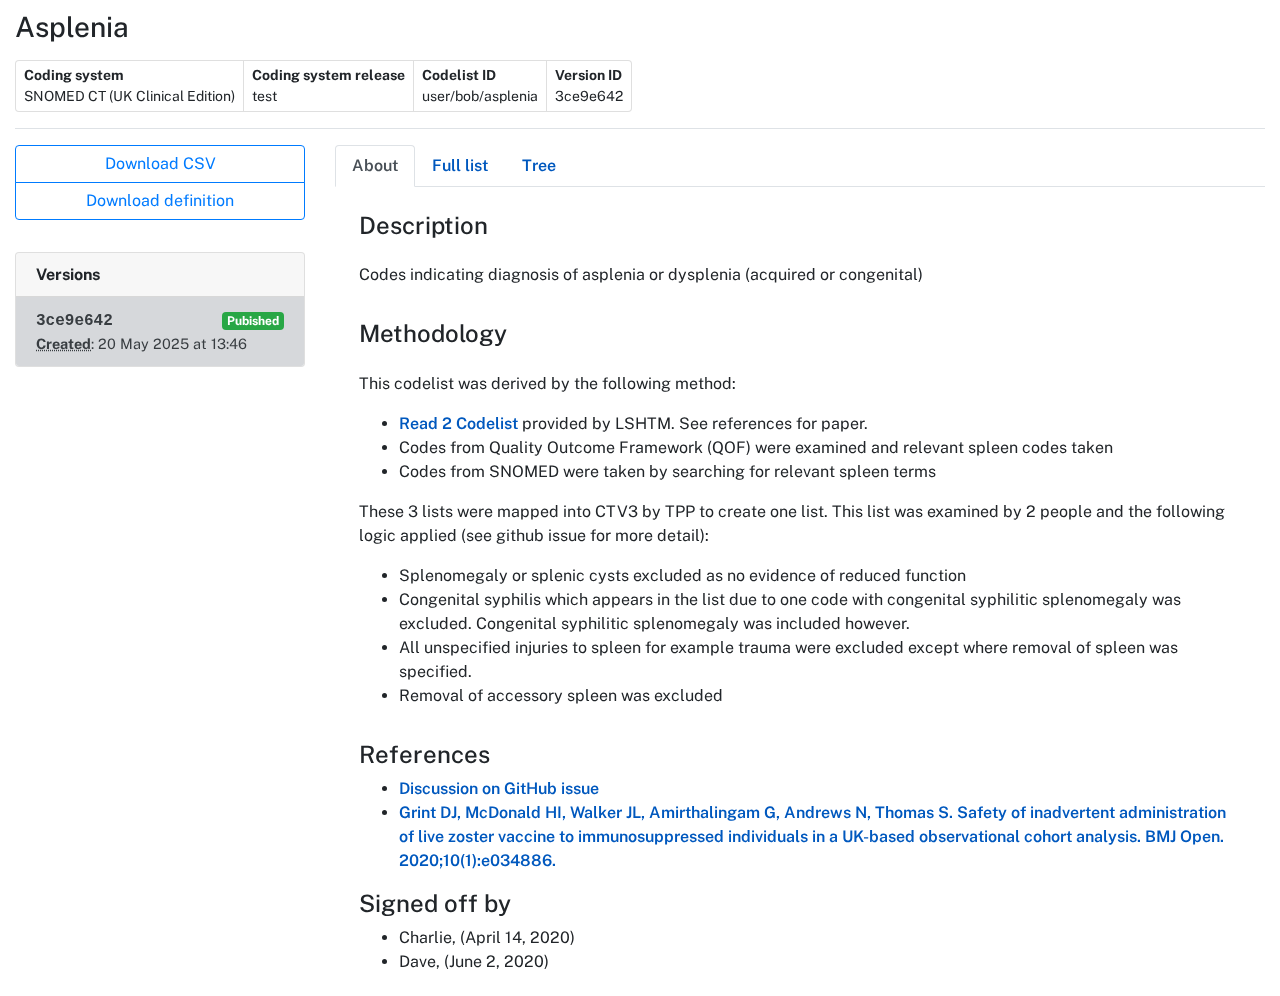 Asplenia
Coding system
SNOMED CT (UK Clinical Edition)
Coding system release
test
Codelist ID
user/bob/asplenia
Version ID
3ce9e642
Download CSV
Download definition
Versions
3ce9e642
Pubished
Created: 20 May 2025 at 13:46
About
Full list
Tree
Description
Codes indicating diagnosis of asplenia or dysplenia (acquired or congenital)
Methodology
This codelist was derived by the following method:
• Read 2 Codelist provided by LSHTM. See references for paper.
• Codes from Quality Outcome Framework (QOF) were examined and relevant spleen codes taken
• Codes from SNOMED were taken by searching for relevant spleen terms
These 3 lists were mapped into CTV3 by TPP to create one list. This list was examined by 2 people and the following
logic applied (see github issue for more detail):
• Splenomegaly or splenic cysts excluded as no evidence of reduced function
• Congenital syphilis which appears in the list due to one code with congenital syphilitic splenomegaly was
excluded. Congenital syphilitic splenomegaly was included however.
• All unspecified injuries to spleen for example trauma were excluded except where removal of spleen was
specified.
• Removal of accessory spleen was excluded
References
• Discussion on GitHub issue
• Grint DJ, McDonald HI, Walker JL, Amirthalingam G, Andrews N, Thomas S. Safety of inadvertent administration
of live zoster vaccine to immunosuppressed individuals in a UK-based observational cohort analysis. BMJ Open.
2020;10(1):e034886.
Signed off by
• Charlie, (April 14, 2020)
• Dave, (June 2, 2020)